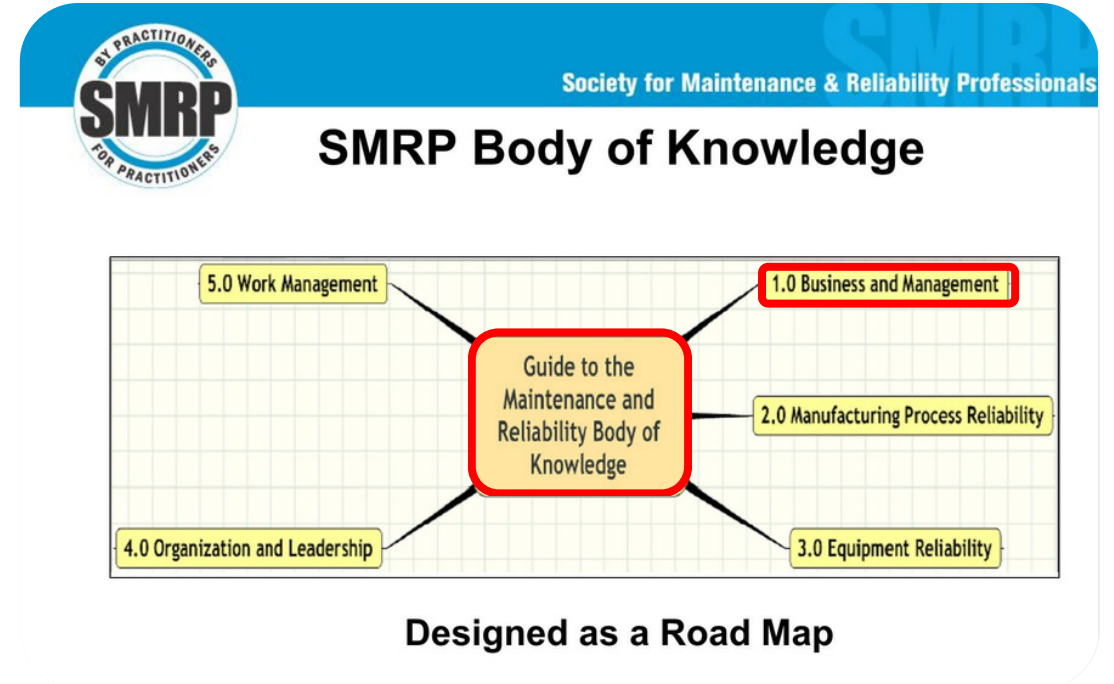 BY PRACTITIONERS
SMRP
FOR PRACTITIONERS
SMRP
Society for Maintenance & Reliability Professionals
SMRP Body of Knowledge
5.0 Work Management
1.0 Business and Management
Guide to the
Maintenance and
Reliability Body of
Knowledge
2.0 Manufacturing Process Reliability
4.0 Organization and Leadership
3.0 Equipment Reliability
Designed as a Road Map